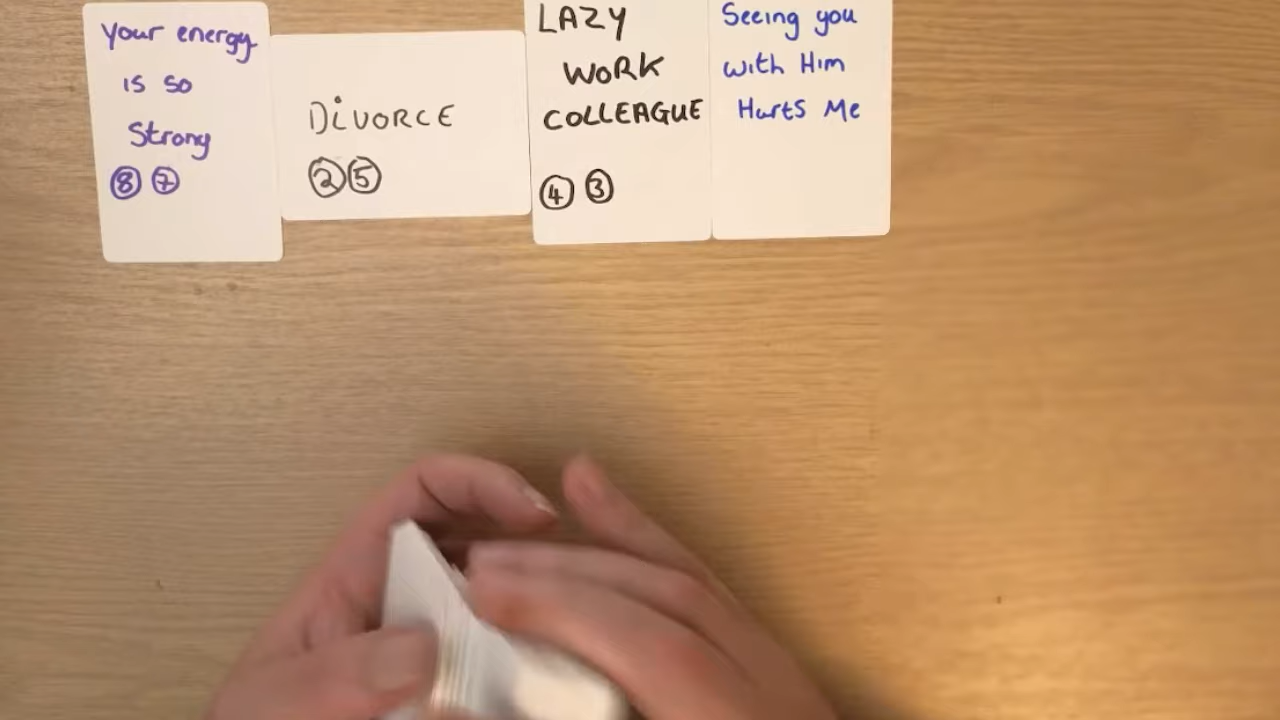 Your energy
is so
Strong
8 7
DiVORCE
2 5
LAZY
WORK
COLLEAGUE
4 3
Seeing you
with Him
Hurts Me